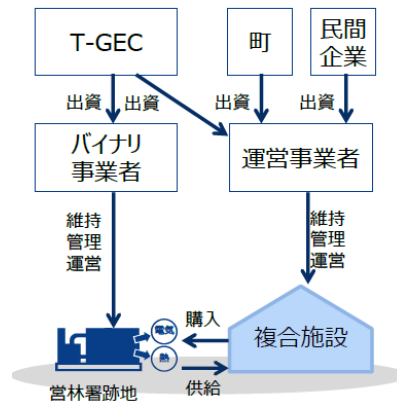 T-GEC
町
民間
企業
出資
出資
出資
出資
バイナリ
事業者
運営事業者
維持
管理
運営
維持
管理
運営
電気
熱
購入
供給
複合施設
営林署跡地